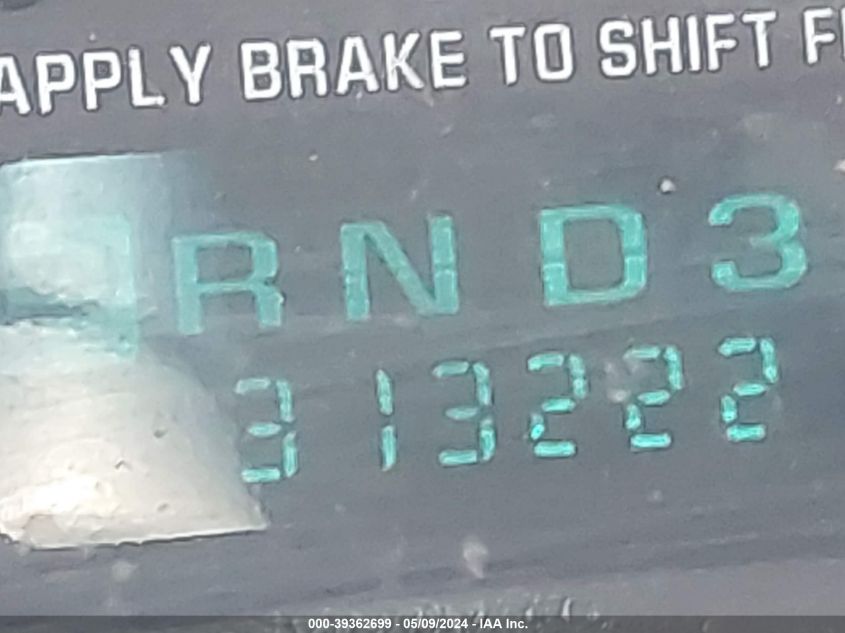 APPLY BRAKE TO SHIFT F
R N D 3
313222
000-39362699 - 05/09/2024 - IAA Inc.